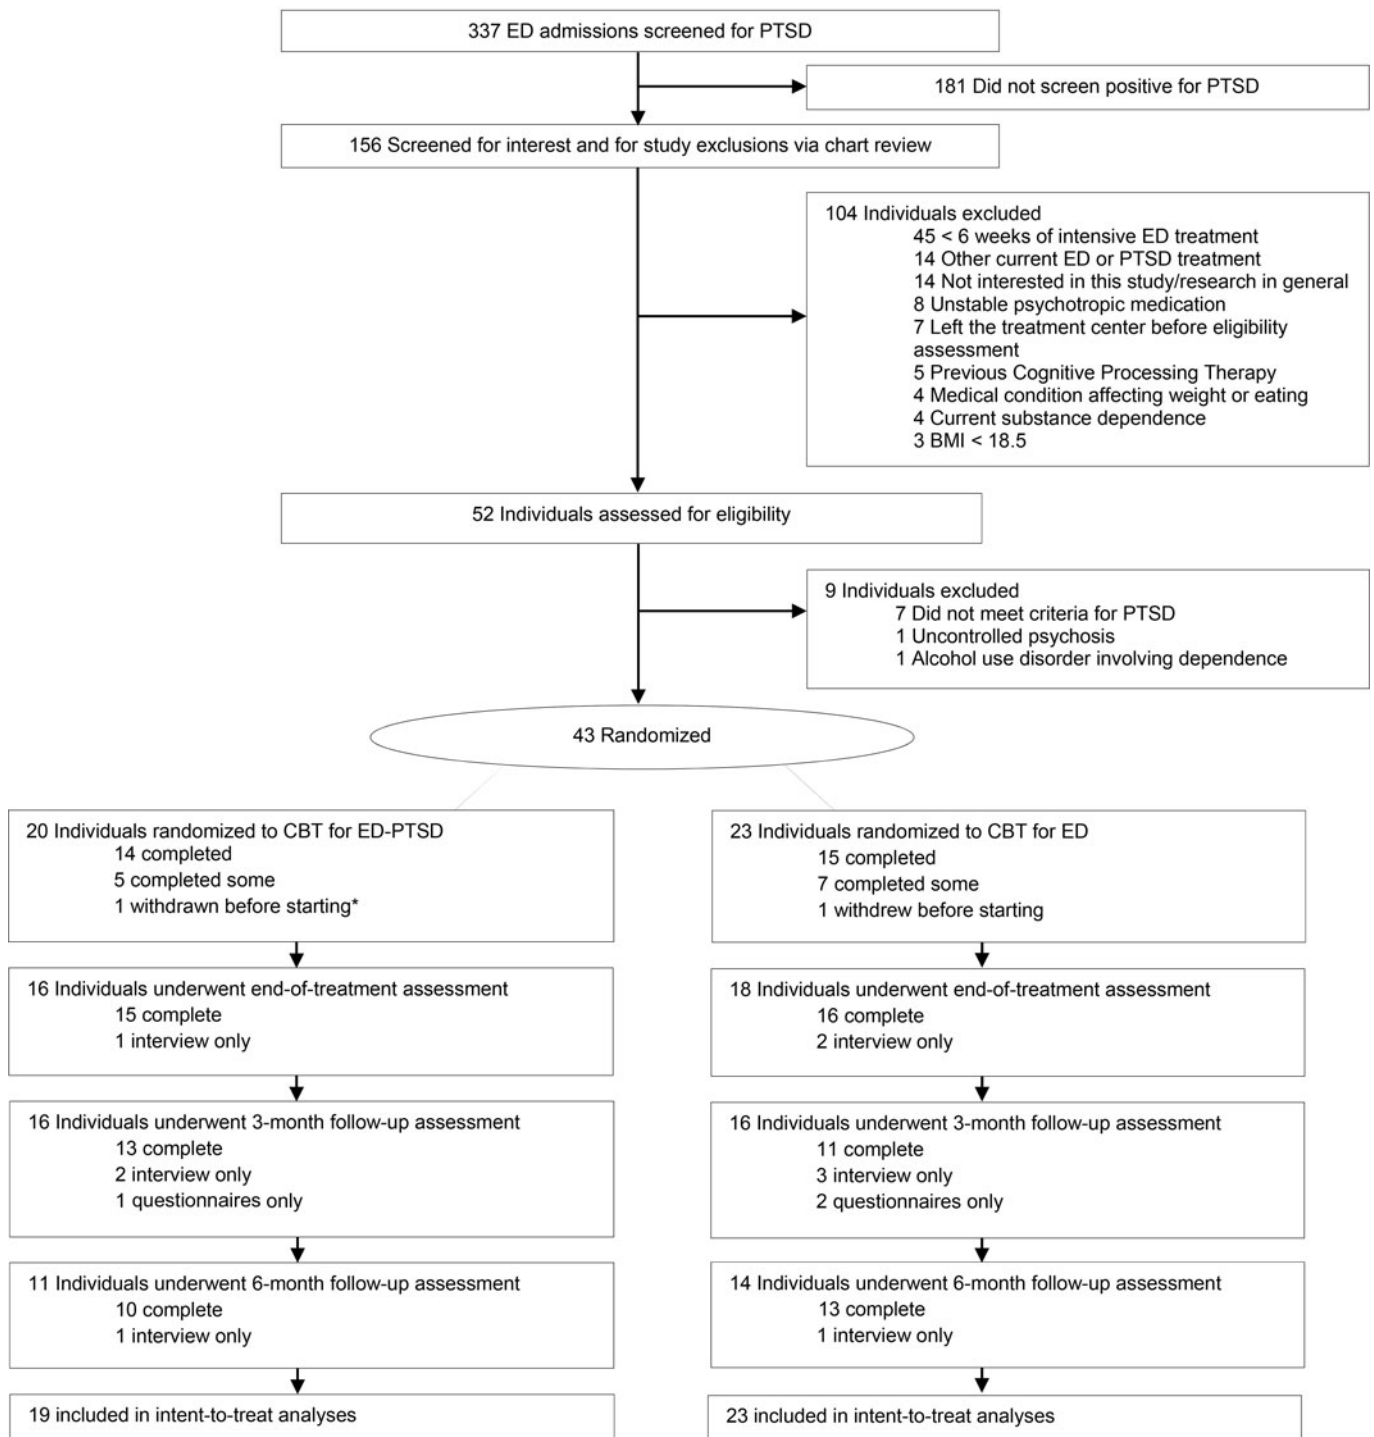 337 ED admissions screened for PTSD
181 Did not screen positive for PTSD
156 Screened for interest and for study exclusions via chart review
104 Individuals excluded
45 < 6 weeks of intensive ED treatment
14 Other current ED or PTSD treatment
14 Not interested in this study/research in general
8 Unstable psychotropic medication
7 Left the treatment center before eligibility
assessment
5 Previous Cognitive Processing Therapy
4 Medical condition affecting weight or eating
4 Current substance dependence
3 BMI < 18.5
52 Individuals assessed for eligibility
9 Individuals excluded
7 Did not meet criteria for PTSD
1 Uncontrolled psychosis
1 Alcohol use disorder involving dependence
43 Randomized
20 Individuals randomized to CBT for ED-PTSD
14 completed
5 completed some
1 withdrawn before starting*
23 Individuals randomized to CBT for ED
15 completed
7 completed some
1 withdrew before starting
16 Individuals underwent end-of-treatment assessment
15 complete
1 interview only
18 Individuals underwent end-of-treatment assessment
16 complete
2 interview only
16 Individuals underwent 3-month follow-up assessment
13 complete
2 interview only
1 questionnaires only
16 Individuals underwent 3-month follow-up assessment
11 complete
3 interview only
2 questionnaires only
11 Individuals underwent 6-month follow-up assessment
10 complete
1 interview only
14 Individuals underwent 6-month follow-up assessment
13 complete
1 interview only
19 included in intent-to-treat analyses
23 included in intent-to-treat analyses